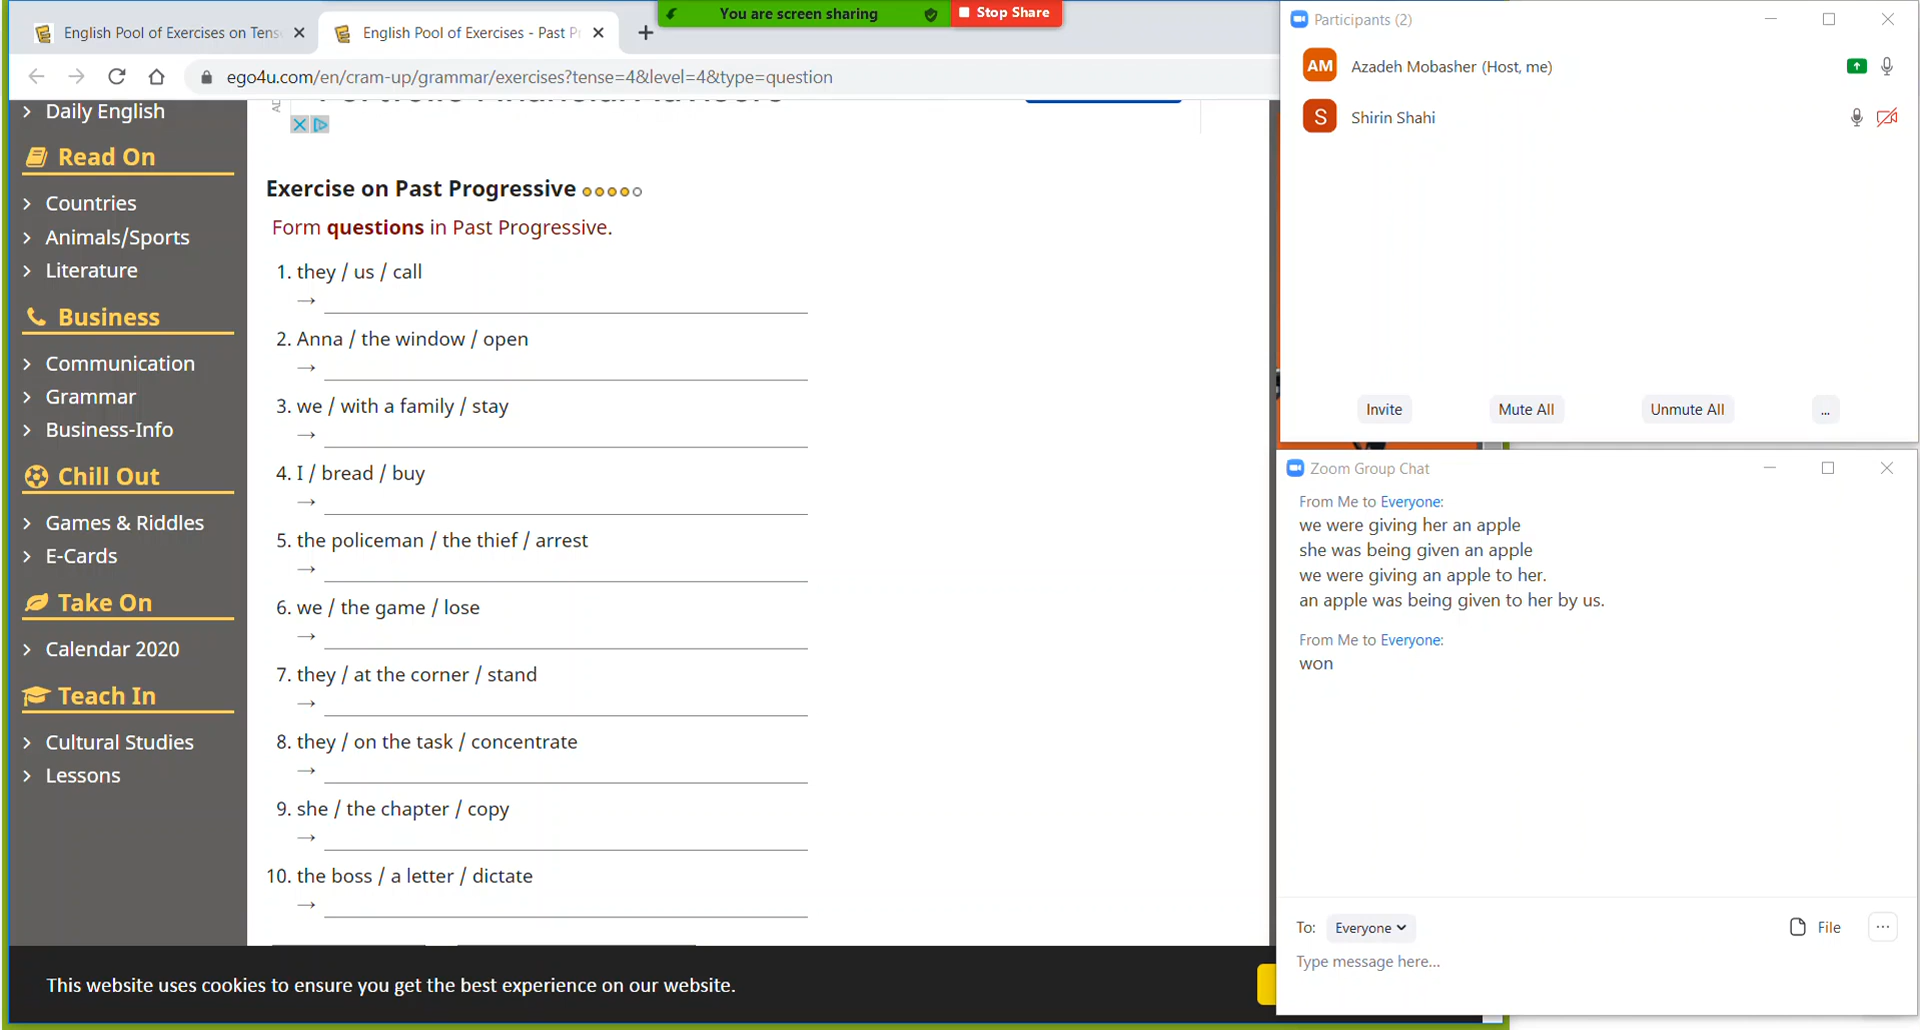 English Pool of Exercises on Tens
English Pool of Exercises - Past P
You are screen sharing
Stop Share
ego4u.com/en/cram-up/grammar/exercises?tense=4&level=4&type=question
Daily English
Read On
Countries
Animals/Sports
Literature
Business
Communication
Grammar
Business-Info
Chill Out
Games & Riddles
E-Cards
Take On
Calendar 2020
Teach In
Cultural Studies
Lessons
Exercise on Past Progressive
Form questions in Past Progressive.
1. they / us / call
→
2. Anna / the window / open
→
3. we / with a family / stay
→
4. I / bread / buy
→
5. the policeman / the thief / arrest
→
6. we / the game / lose
→
7. they / at the corner / stand
→
8. they / on the task / concentrate
→
9. she / the chapter / copy
→
10. the boss / a letter / dictate
→
This website uses cookies to ensure you get the best experience on our website.
Participants (2)
AM Azadeh Mobasher (Host, me)
S Shirin Shahi
Invite Mute All Unmute All ...
Zoom Group Chat
From Me to Everyone:
we were giving her an apple
she was being given an apple
we were giving an apple to her.
an apple was being given to her by us.
From Me to Everyone:
won
To: Everyone File ...
Type message here...